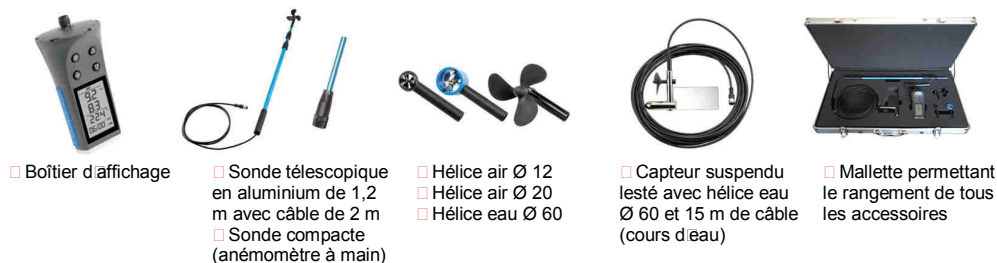 □ Boîtier d□affichage
□ Sonde télescopique
en aluminium de 1,2
m avec câble de 2 m
□ Sonde compacte
(anémomètre à main)
□ Hélice air Ø 12
□ Hélice air Ø 20
□ Hélice eau Ø 60
□ Capteur suspendu
lesté avec hélice eau
Ø 60 et 15 m de câble
(cours d□eau)
□ Mallette permettant
le rangement de tous
les accessoires